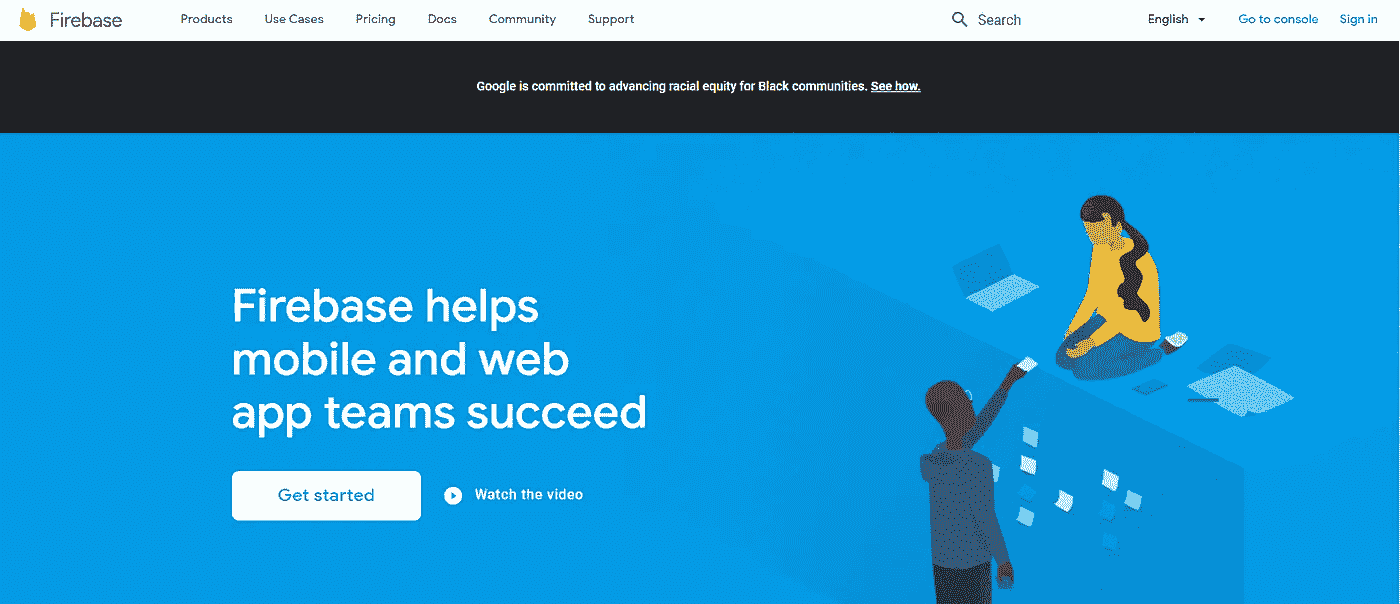 Firebase Products Use Cases Pricing Docs Community Support Search English Go to console Sign in
Google is committed to advancing racial equity for Black communities. See how.
Firebase helps
mobile and web
app teams succeed
Get started Watch the video